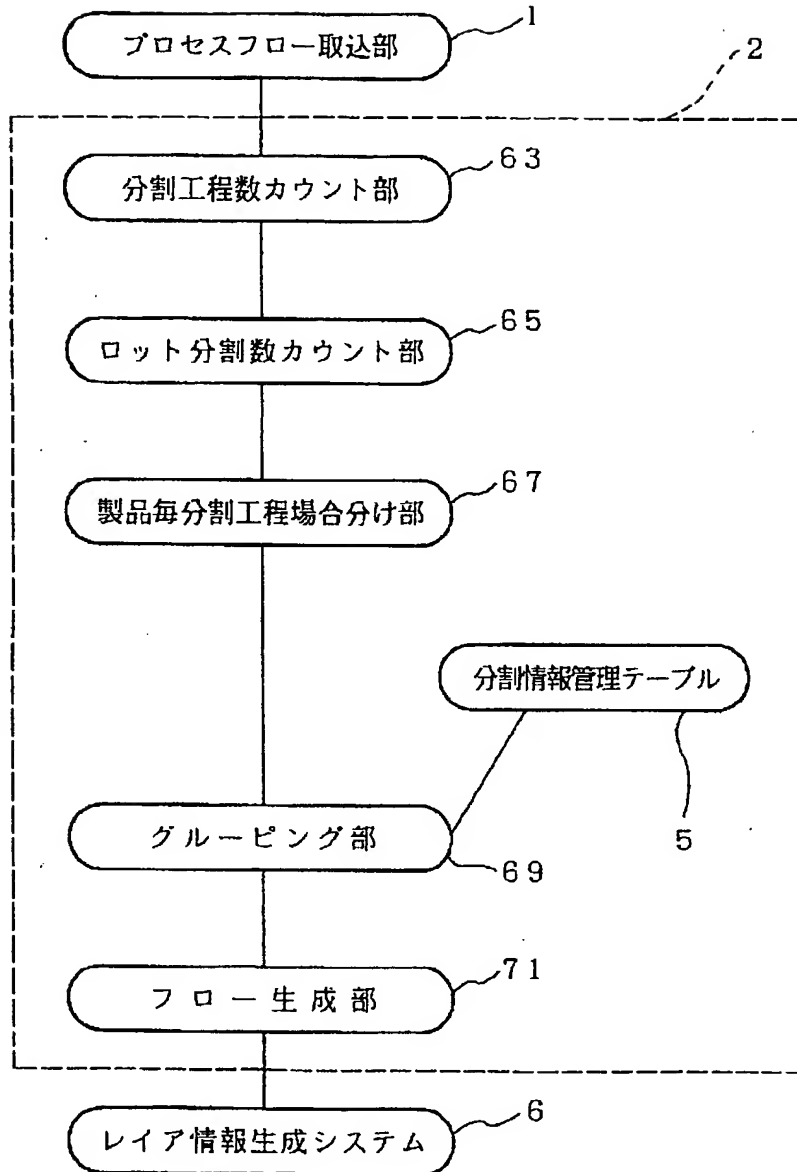 プロセスフロー取込部
1
2
分割工程数カウント部
63
ロット分割数カウント部
65
製品毎分割工程場合分け部
67
分割情報管理テーブル
5
グルーピング部
69
フロー生成部
71
レイア情報生成システム
6